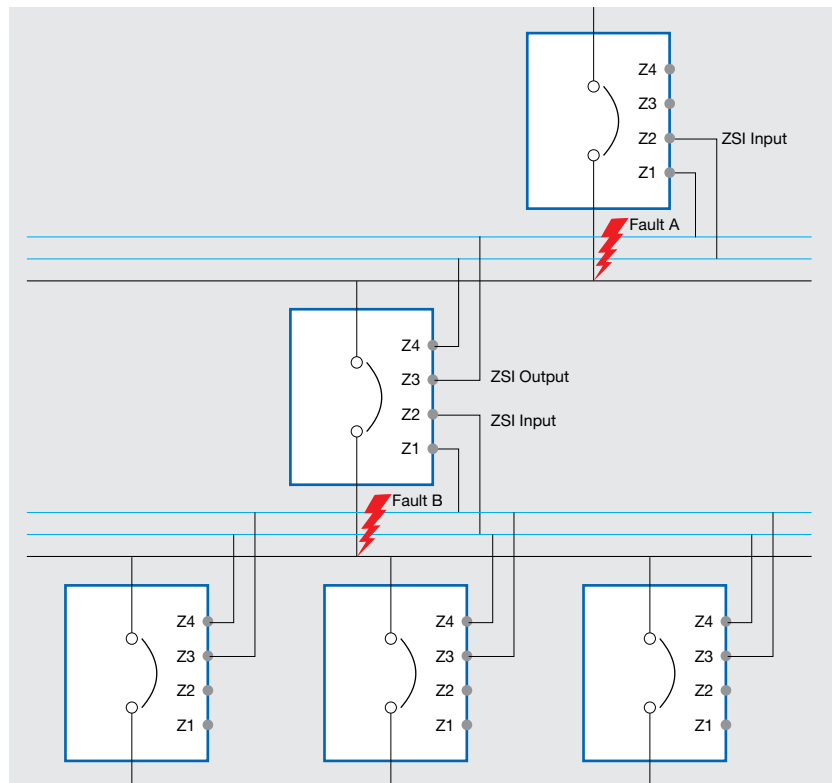 Z4
Z3
Z2
ZSI Input
Z1
Fault A
Z4
Z3
ZSI Output
Z2
ZSI Input
Z1
Fault B
Z4
Z3
Z2
Z1
Z4
Z3
Z2
Z1
Z4
Z3
Z2
Z1